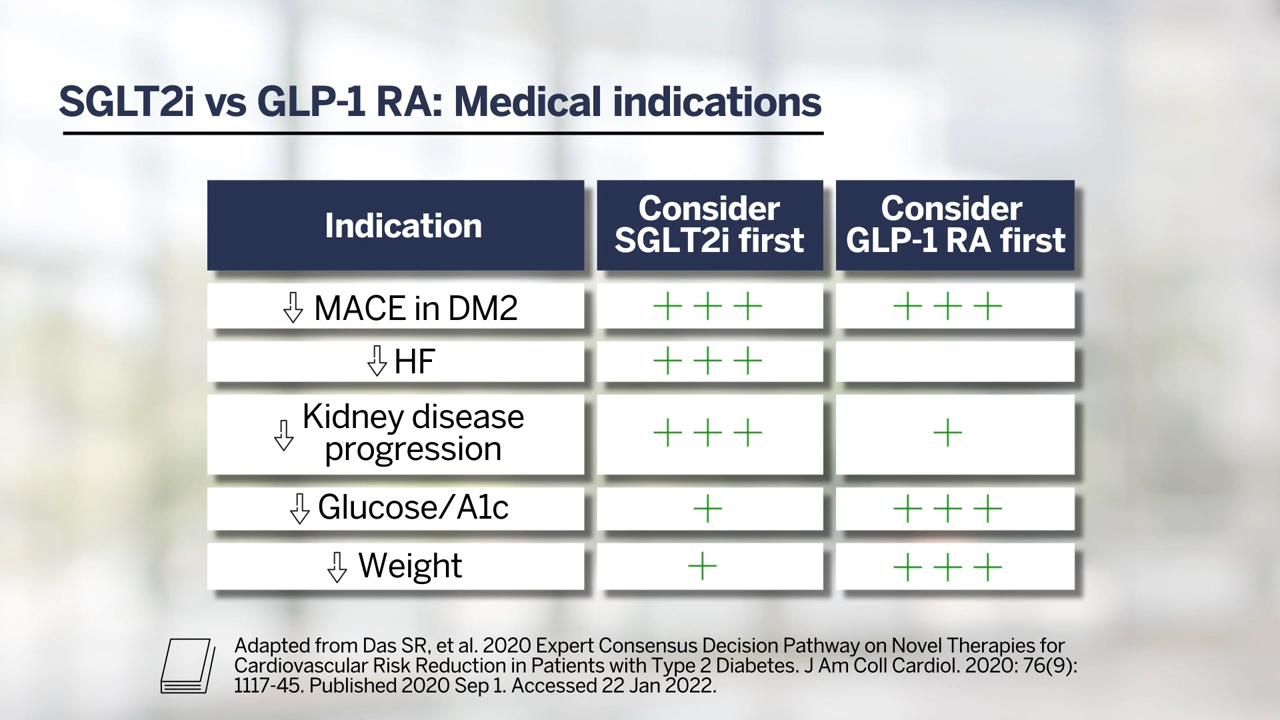 SGLT2i vs GLP-1 RA: Medical indications
Indication
Consider
SGLT2i first
Consider
GLP-1 RA first
⇩ MACE in DM2
+ + +
+ + +
⇩ HF
+ + +
⇩ Kidney disease
progression
+ + +
+
⇩ Glucose/A1c
+
+ + +
⇩ Weight
+
+ + +
Adapted from Das SR, et al. 2020 Expert Consensus Decision Pathway on Novel Therapies for
Cardiovascular Risk Reduction in Patients with Type 2 Diabetes. J Am Coll Cardiol. 2020: 76(9):
1117-45. Published 2020 Sep 1. Accessed 22 Jan 2022.